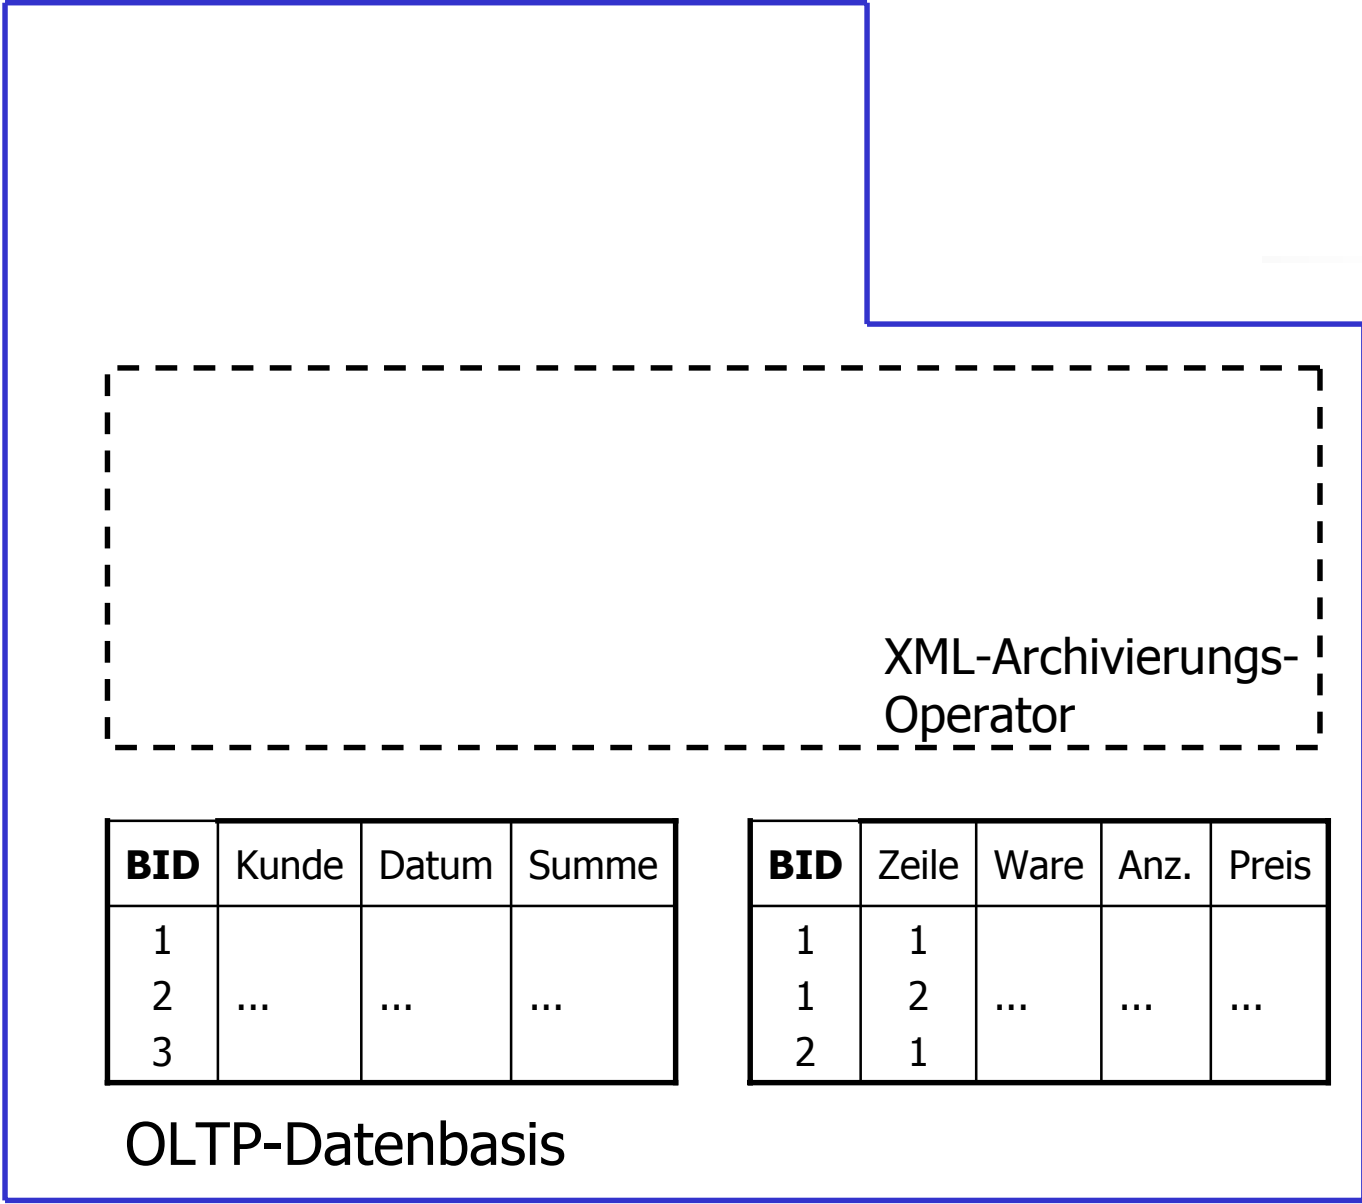 XML-Archivierungs-
Operator
BID Kunde Datum Summe
1
2 ... ... ...
3
BID Zeile Ware Anz. Preis
1 1
1 2 ... ... ...
2 1
OLTP-Datenbasis